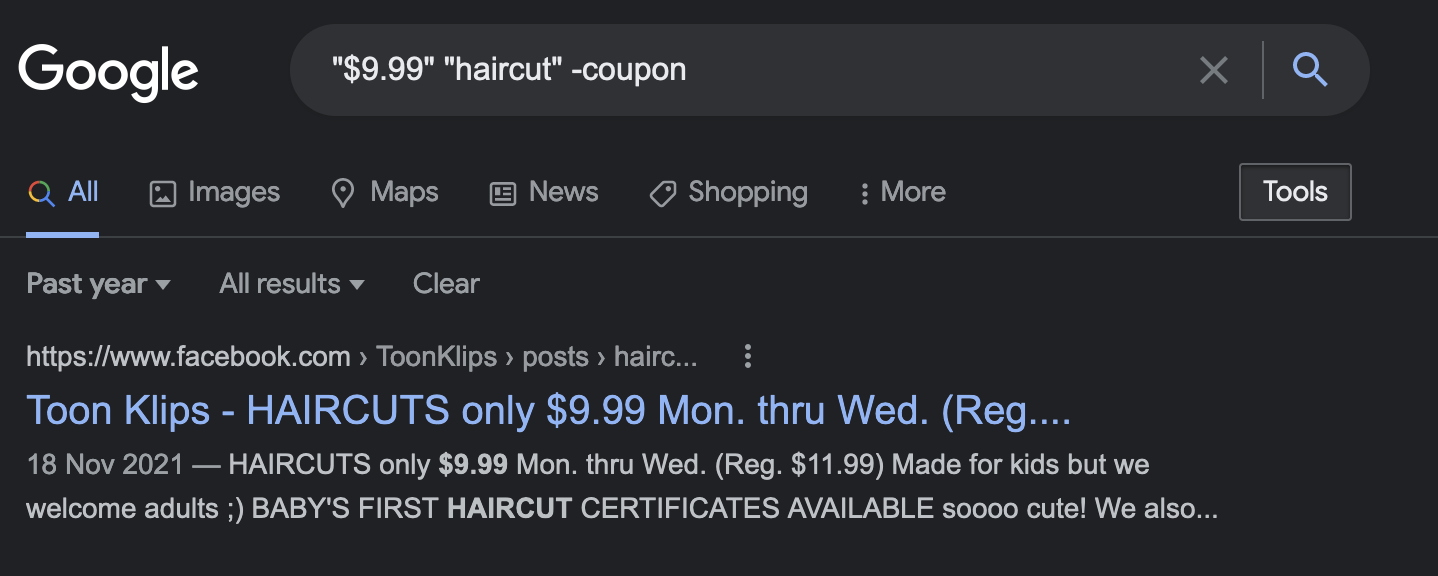 Google
"$9.99" "haircut" -coupon
All Images Maps News Shopping More Tools
Past year All results Clear
https://www.facebook.com › ToonKlips › posts › hairc...
Toon Klips - HAIRCUTS only $9.99 Mon. thru Wed. (Reg....
18 Nov 2021 — HAIRCUTS only $9.99 Mon. thru Wed. (Reg. $11.99) Made for kids but we
welcome adults ;) BABY'S FIRST HAIRCUT CERTIFICATES AVAILABLE soooo cute! We also...